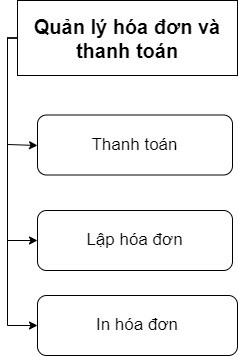 Quản lý hóa đơn và
thanh toán
Thanh toán
Lập hóa đơn
In hóa đơn